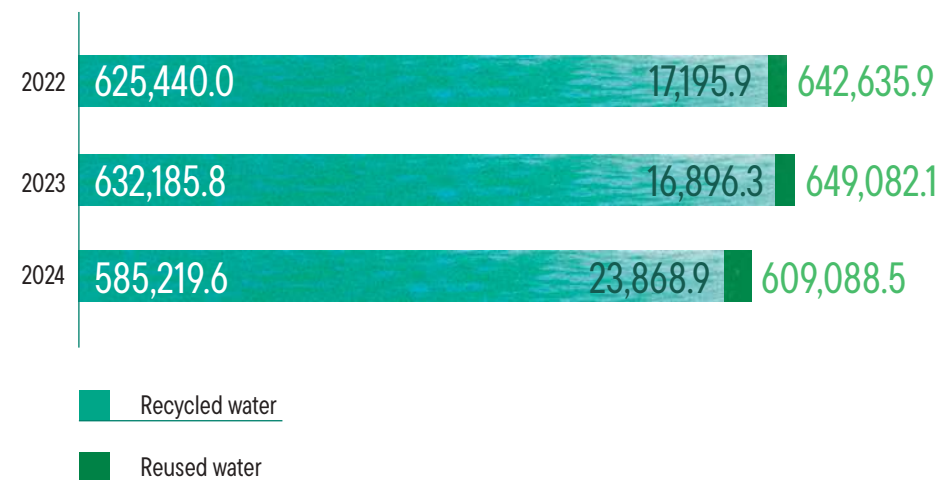 2022 625,440.0 17,195.9 642,635.9
2023 632,185.8 16,896.3 649,082.1
2024 585,219.6 23,868.9 609,088.5
Recycled water
Reused water